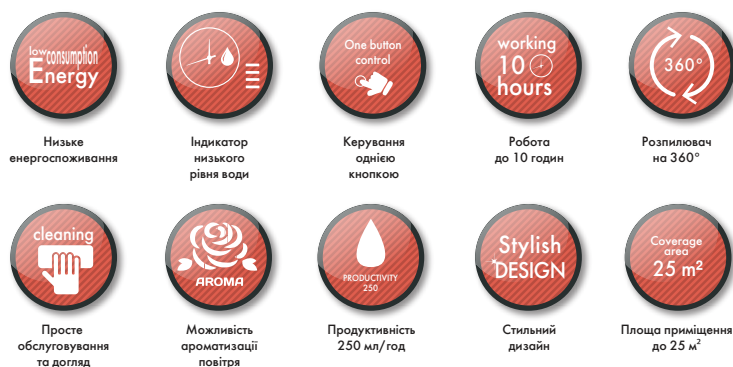 low consumption
Energy
Низьке
енергоспоживання
Індикатор
низького
рівня води
One button
control
Керування
однією
кнопкою
working
10
hours
Робота
до 10 годин
360°
Розпилювач
на 360°
cleaning
Просте
обслуговування
та догляд
AROMA
Можливість
ароматизації
повітря
PRODUCTIVITY
250
Продуктивність
250 мл/год
Stylish
DESIGN
Стильний
дизайн
Coverage
area
25 m²
Площа приміщення
до 25 м²